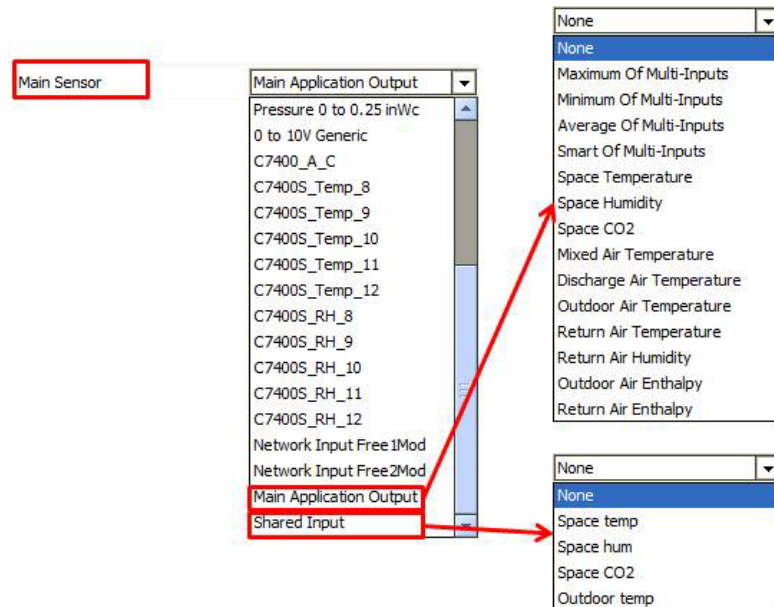 Main Sensor
Main Application Output
Pressure 0 to 0.25 inWc
0 to 10V Generic
C7400_A_C
C7400S_Temp_8
C7400S_Temp_9
C7400S_Temp_10
C7400S_Temp_11
C7400S_Temp_12
C7400S_RH_8
C7400S_RH_9
C7400S_RH_10
C7400S_RH_11
C7400S_RH_12
Network Input Free1Mod
Network Input Free2Mod
Main Application Output
Shared Input
None
None
Maximum Of Multi-Inputs
Minimum Of Multi-Inputs
Average Of Multi-Inputs
Smart Of Multi-Inputs
Space Temperature
Space Humidity
Space CO2
Mixed Air Temperature
Discharge Air Temperature
Outdoor Air Temperature
Return Air Temperature
Return Air Humidity
Outdoor Air Enthalpy
Return Air Enthalpy
None
None
Space temp
Space hum
Space CO2
Outdoor temp